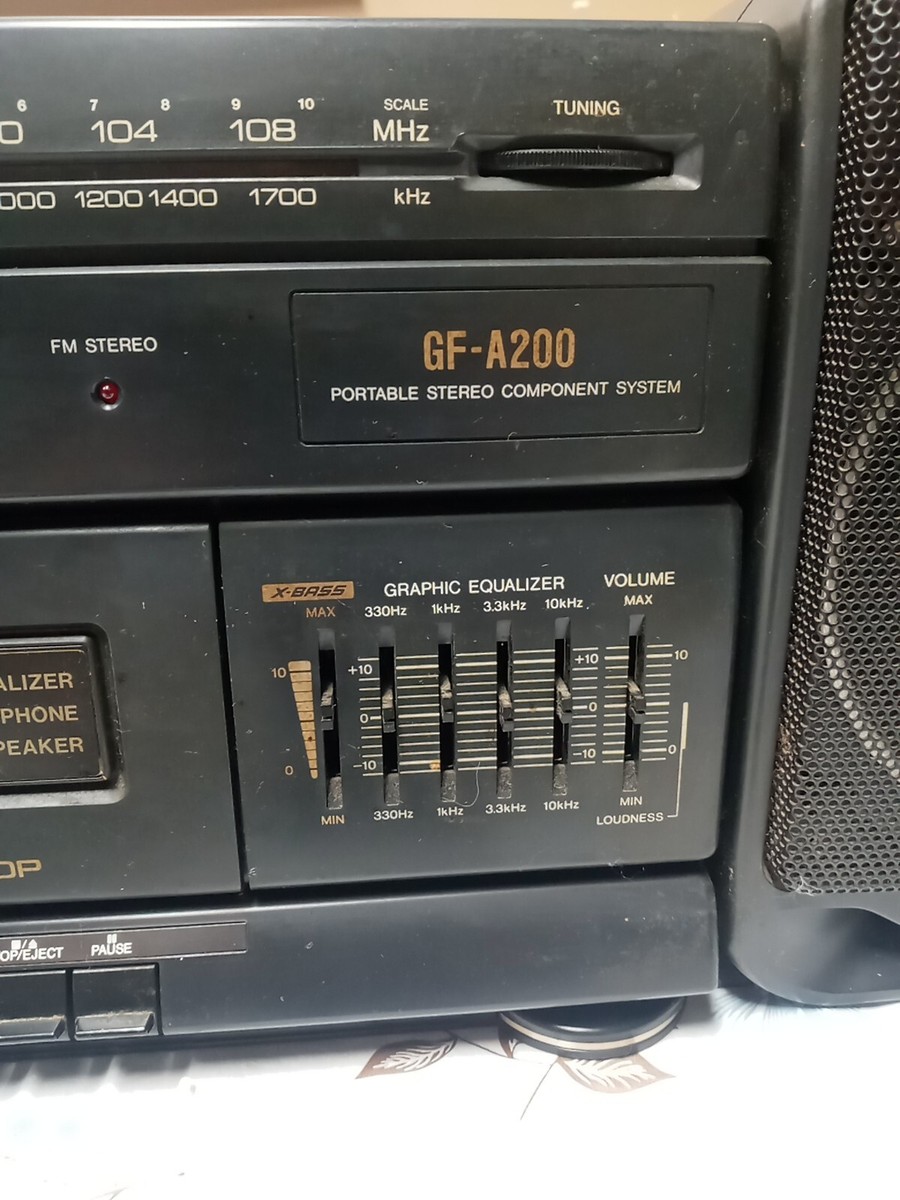 6 7 8 9 10 SCALE
104 108 MHz
TUNING
1200 1400 1700 kHz
FM STEREO
GF-A200
PORTABLE STEREO COMPONENT SYSTEM
X-BASS GRAPHIC EQUALIZER VOLUME
MAX 330Hz 1kHz 3.3kHz 10kHz MAX
10 +10 +10 10
0 0
0 -10 -10 0
MIN 330Hz 1kHz 3.3kHz 10kHz MIN
LOUDNESS
ALIZER
PHONE
PEAKER
OP
OP/EJECT PAUSE